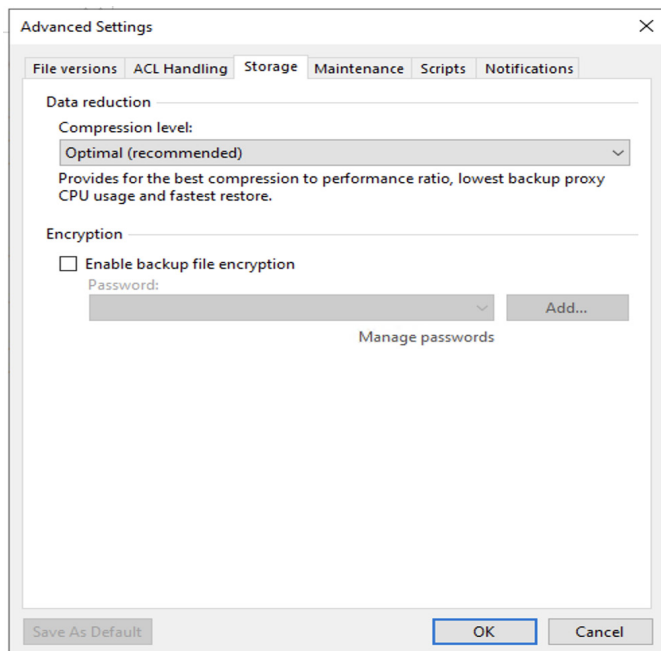 Advanced Settings
File versions ACL Handling Storage Maintenance Scripts Notifications
Data reduction
Compression level:
Optimal (recommended)
Provides for the best compression to performance ratio, lowest backup proxy
CPU usage and fastest restore.
Encryption
Enable backup file encryption
Password:
Add...
Manage passwords
Save As Default OK Cancel